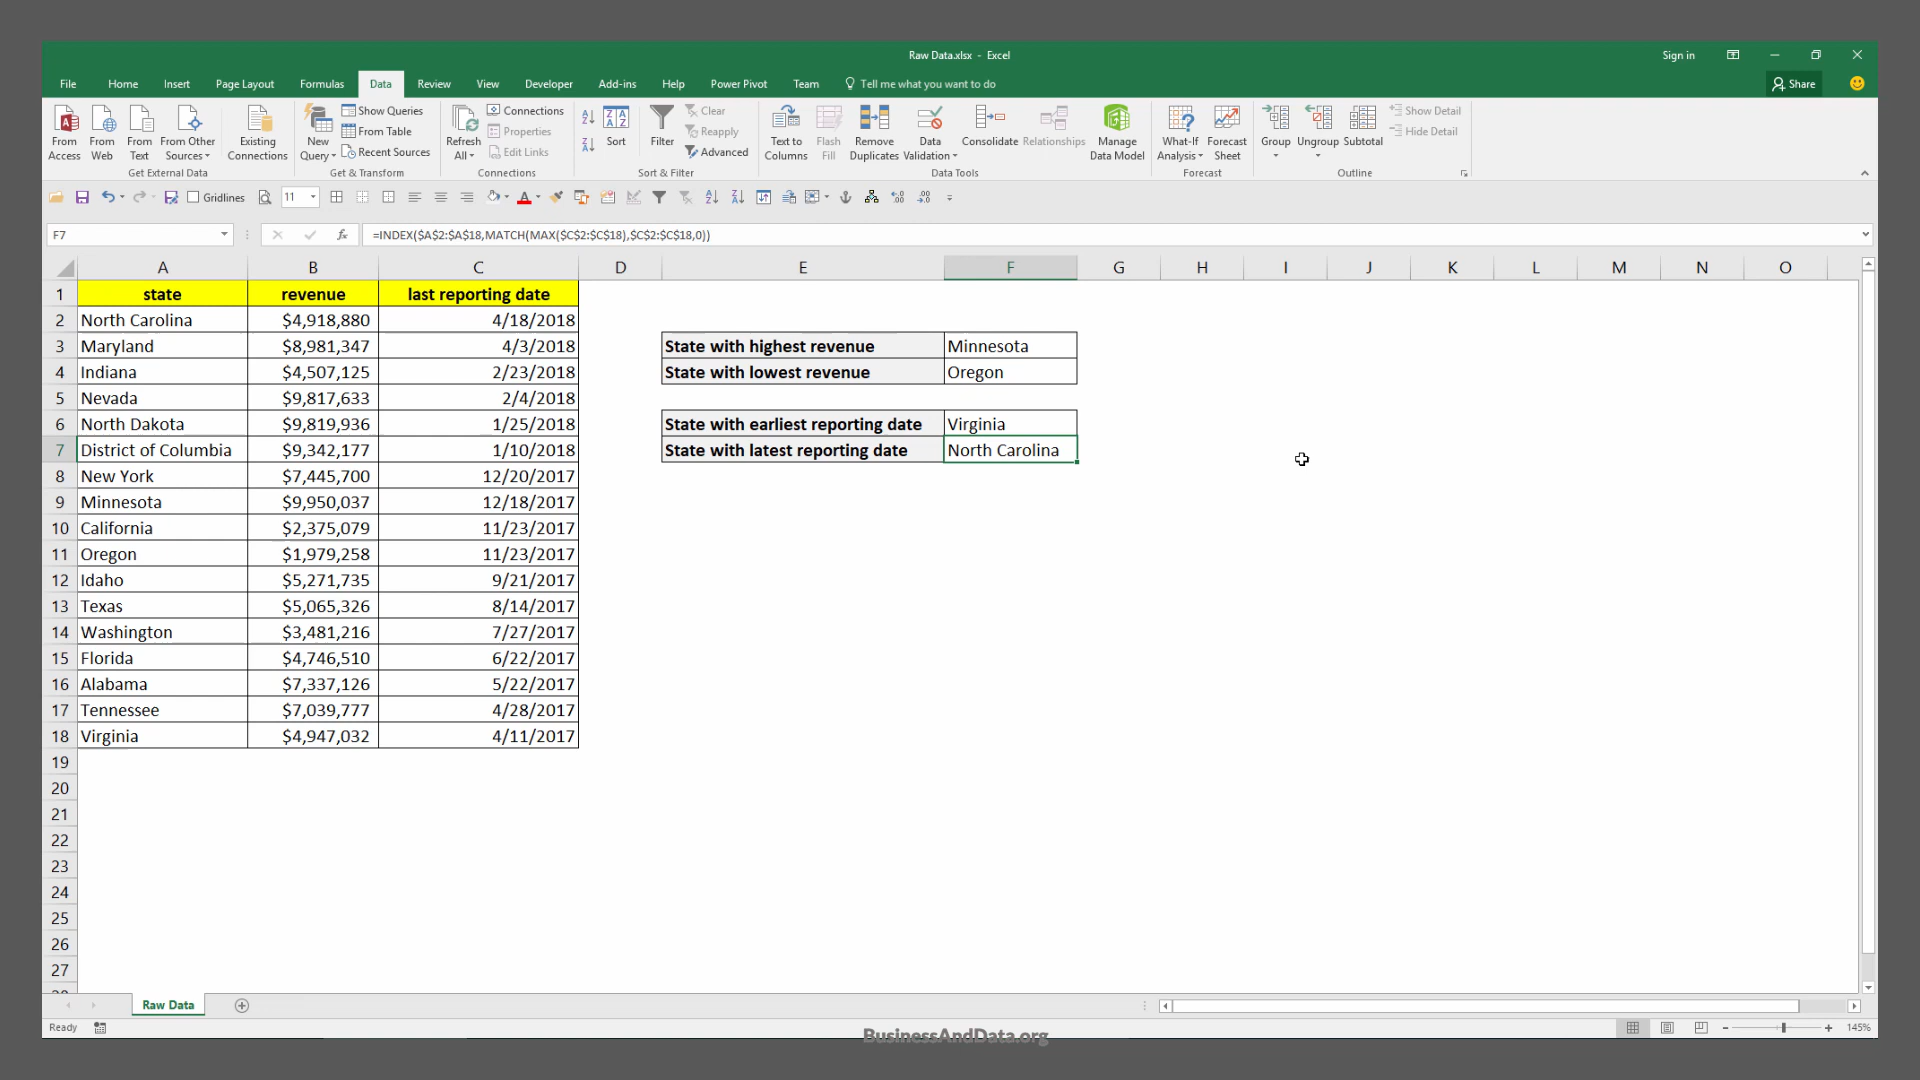 Raw Data.xlsx - Excel
Sign in
File Home Insert Page Layout Formulas Data Review View Developer Add-ins Help Power Pivot Team Tell me what you want to do Share
From Access
From Web
From Text
From Other Sources
Existing Connections
Get External Data
New Query
Show Queries
From Table
Recent Sources
Get & Transform
Refresh All
Connections
Properties
Edit Links
Connections
Sort
Filter
Clear
Reapply
Advanced
Sort & Filter
Text to Columns
Flash Fill
Remove Duplicates
Data Validation
Consolidate
Relationships
Manage Data Model
Data Tools
What-If Analysis
Forecast Sheet
Forecast
Group
Ungroup
Subtotal
Show Detail
Hide Detail
Outline
Gridlines 11
F7 fx =INDEX($A$2:$A$18,MATCH(MAX($C$2:$C$18),$C$2:$C$18,0))
A B C D E F G H I J K L M N O
1 state revenue last reporting date
2 North Carolina $4,918,880 4/18/2018
3 Maryland $8,981,347 4/3/2018 State with highest revenue Minnesota
4 Indiana $4,507,125 2/23/2018 State with lowest revenue Oregon
5 Nevada $9,817,633 2/4/2018
6 North Dakota $9,819,936 1/25/2018 State with earliest reporting date Virginia
7 District of Columbia $9,342,177 1/10/2018 State with latest reporting date North Carolina
8 New York $7,445,700 12/20/2017
9 Minnesota $9,950,037 12/18/2017
10 California $2,375,079 11/23/2017
11 Oregon $1,979,258 11/23/2017
12 Idaho $5,271,735 9/21/2017
13 Texas $5,065,326 8/14/2017
14 Washington $3,481,216 7/27/2017
15 Florida $4,746,510 6/22/2017
16 Alabama $7,337,126 5/22/2017
17 Tennessee $7,039,777 4/28/2017
18 Virginia $4,947,032 4/11/2017
19
20
21
22
23
24
25
26
27
Raw Data
Ready
BusinessAndData.org
145%